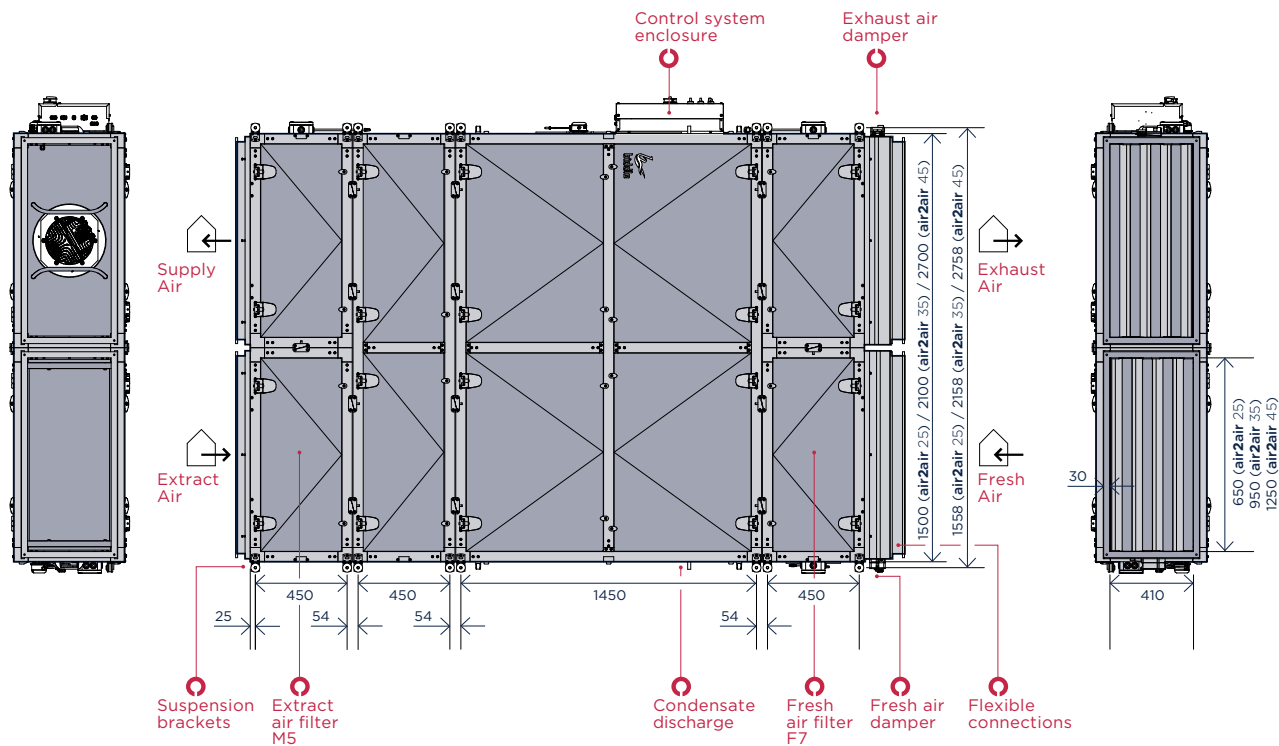 Control system
enclosure
Exhaust air
damper
Supply
Air
Exhaust
Air
Extract
Air
Fresh
Air
1500 (air2air 25) / 2100 (air2air 35) / 2700 (air2air 45)
1558 (air2air 25) / 2158 (air2air 35) / 2758 (air2air 45)
30
650 (air2air 25)
950 (air2air 35)
1250 (air2air 45)
450
450
1450
450
410
25
54
54
54
Suspension
brackets
Extract
air filter
M5
Condensate
discharge
Fresh
air filter
F7
Fresh air
damper
Flexible
connections